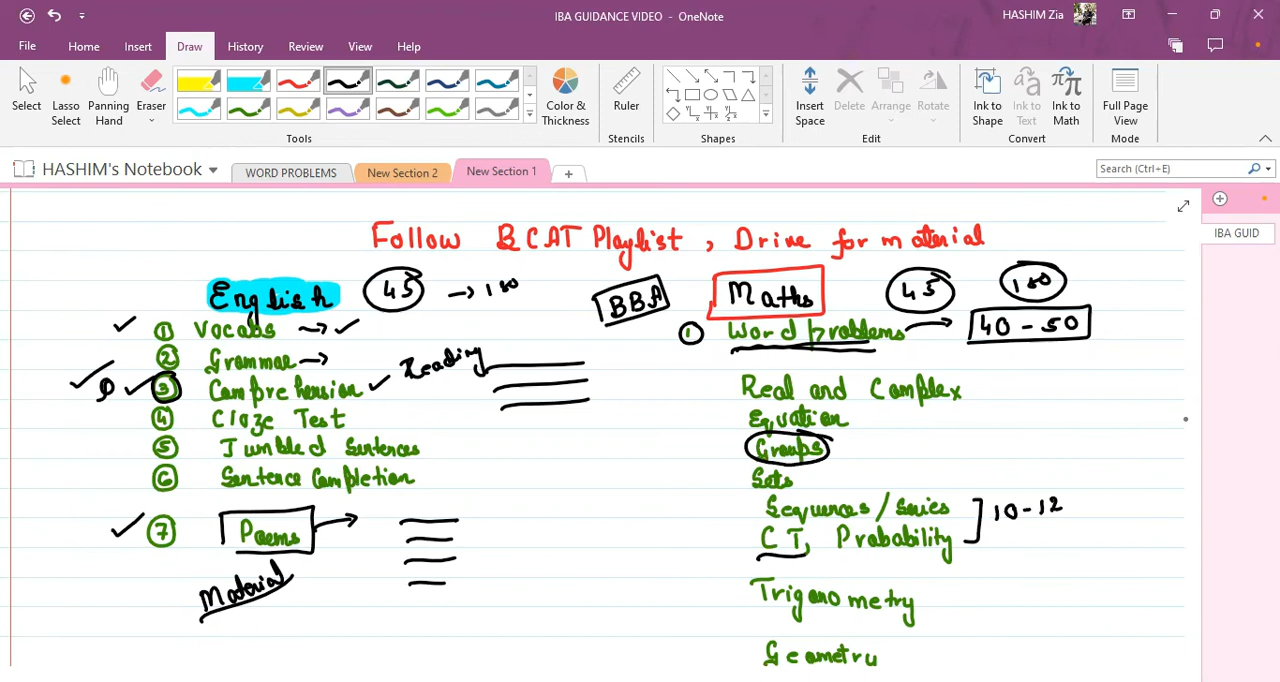 IBA GUIDANCE VIDEO - OneNote
HASHIM Zia
File Home Insert Draw History Review View Help
Select
Lasso Select
Panning Hand
Eraser
Color & Thickness
Ruler
Insert Space
Delete
Arrange
Rotate
Ink to Shape
Ink to Text
Ink to Math
Full Page View
Tools
Stencils
Shapes
Edit
Convert
Mode
HASHIM's Notebook
WORD PROBLEMS
New Section 2
New Section 1
Search (Ctrl+E)
IBA GUID
Follow BCAT Playlist, Drive for material
English 45 → 180
① Vocabs →
② Grammar →
③ Comprehension
Reading
④ Cloze Test
⑤ Jumbled Sentences
⑥ Sentence Completion
⑦ Poems →
Material
BBA
Maths 45 180
① Word problems → 40 - 50
Real and Complex
Equation
Groups
Sets
Sequences / Series
CT, Probability ] 10-12
Trigonometry
Geometry